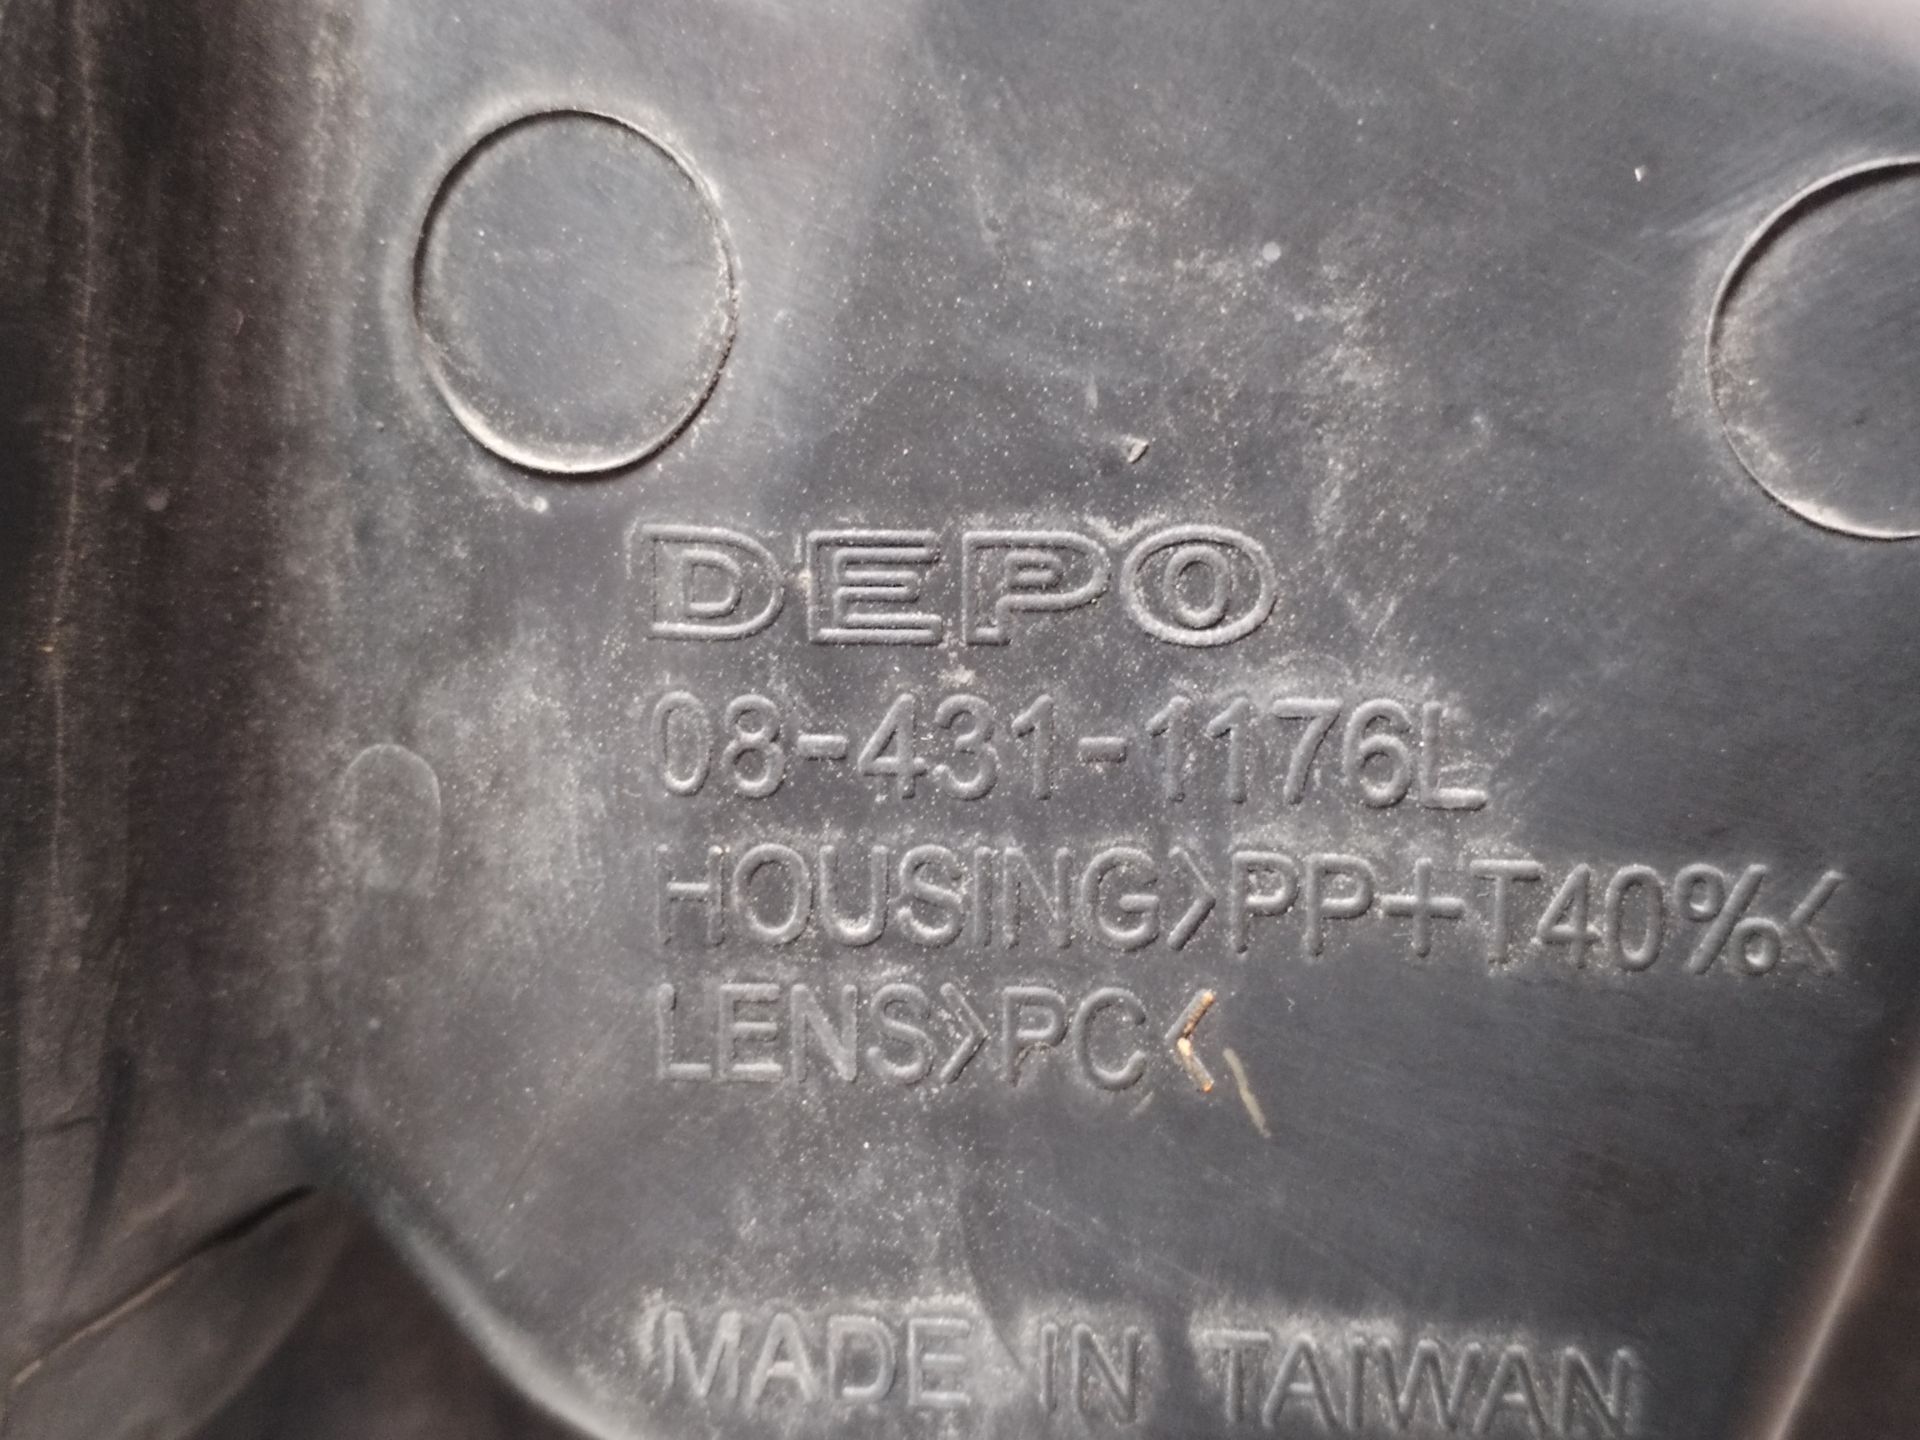 DEPO
08-431-1176L
HOUSING>PP+T40%<
LENS>PC<
MADE IN TAIWAN